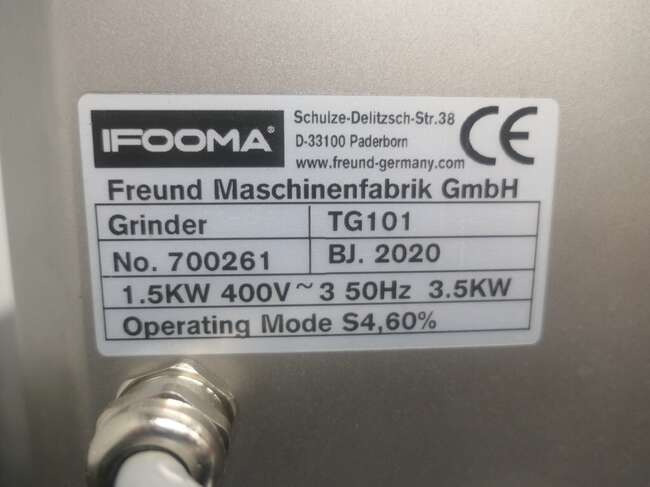 IFOOMA®
Schulze-Delitzsch-Str.38
D-33100 Paderborn
www.freund-germany.com
CE
Freund Maschinenfabrik GmbH
Grinder TG101
No. 700261 BJ. 2020
1.5KW 400V~3 50Hz 3.5KW
Operating Mode S4,60%